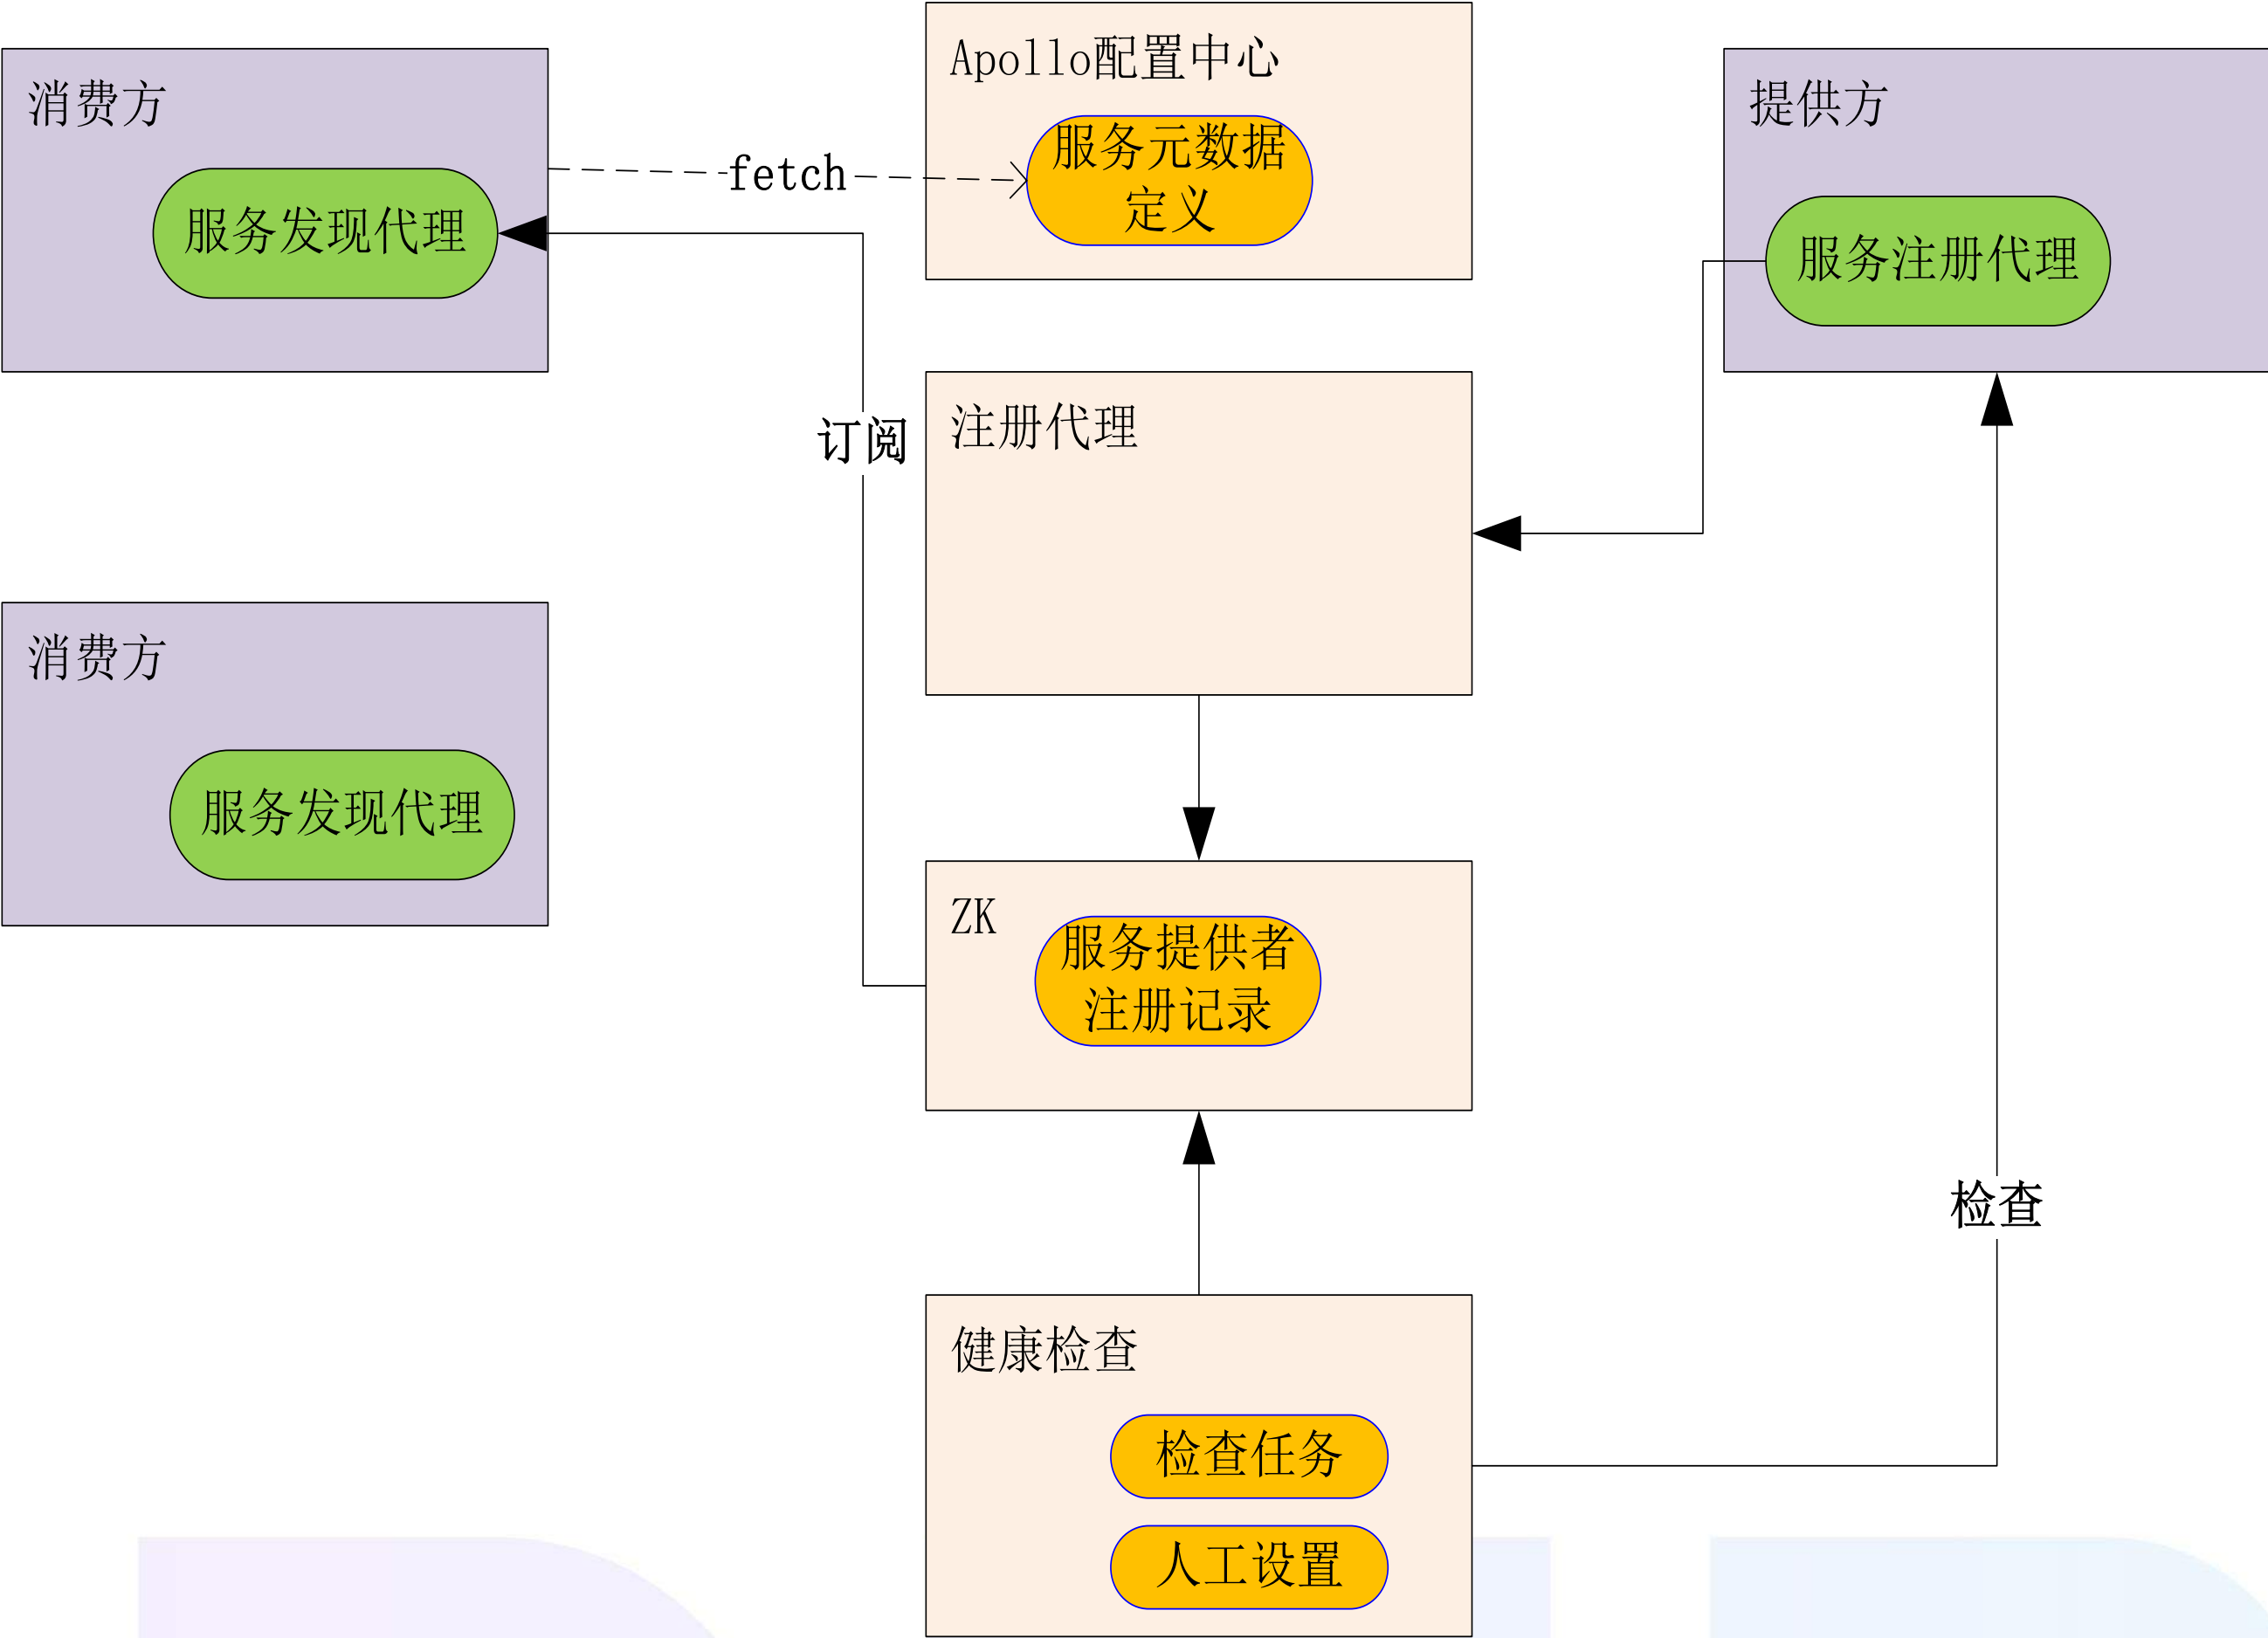 消费方
服务发现代理
fetch
Apollo配置中心
服务元数据
定义
提供方
服务注册代理
订阅
注册代理
消费方
服务发现代理
ZK
服务提供者
注册记录
检查
健康检查
检查任务
人工设置